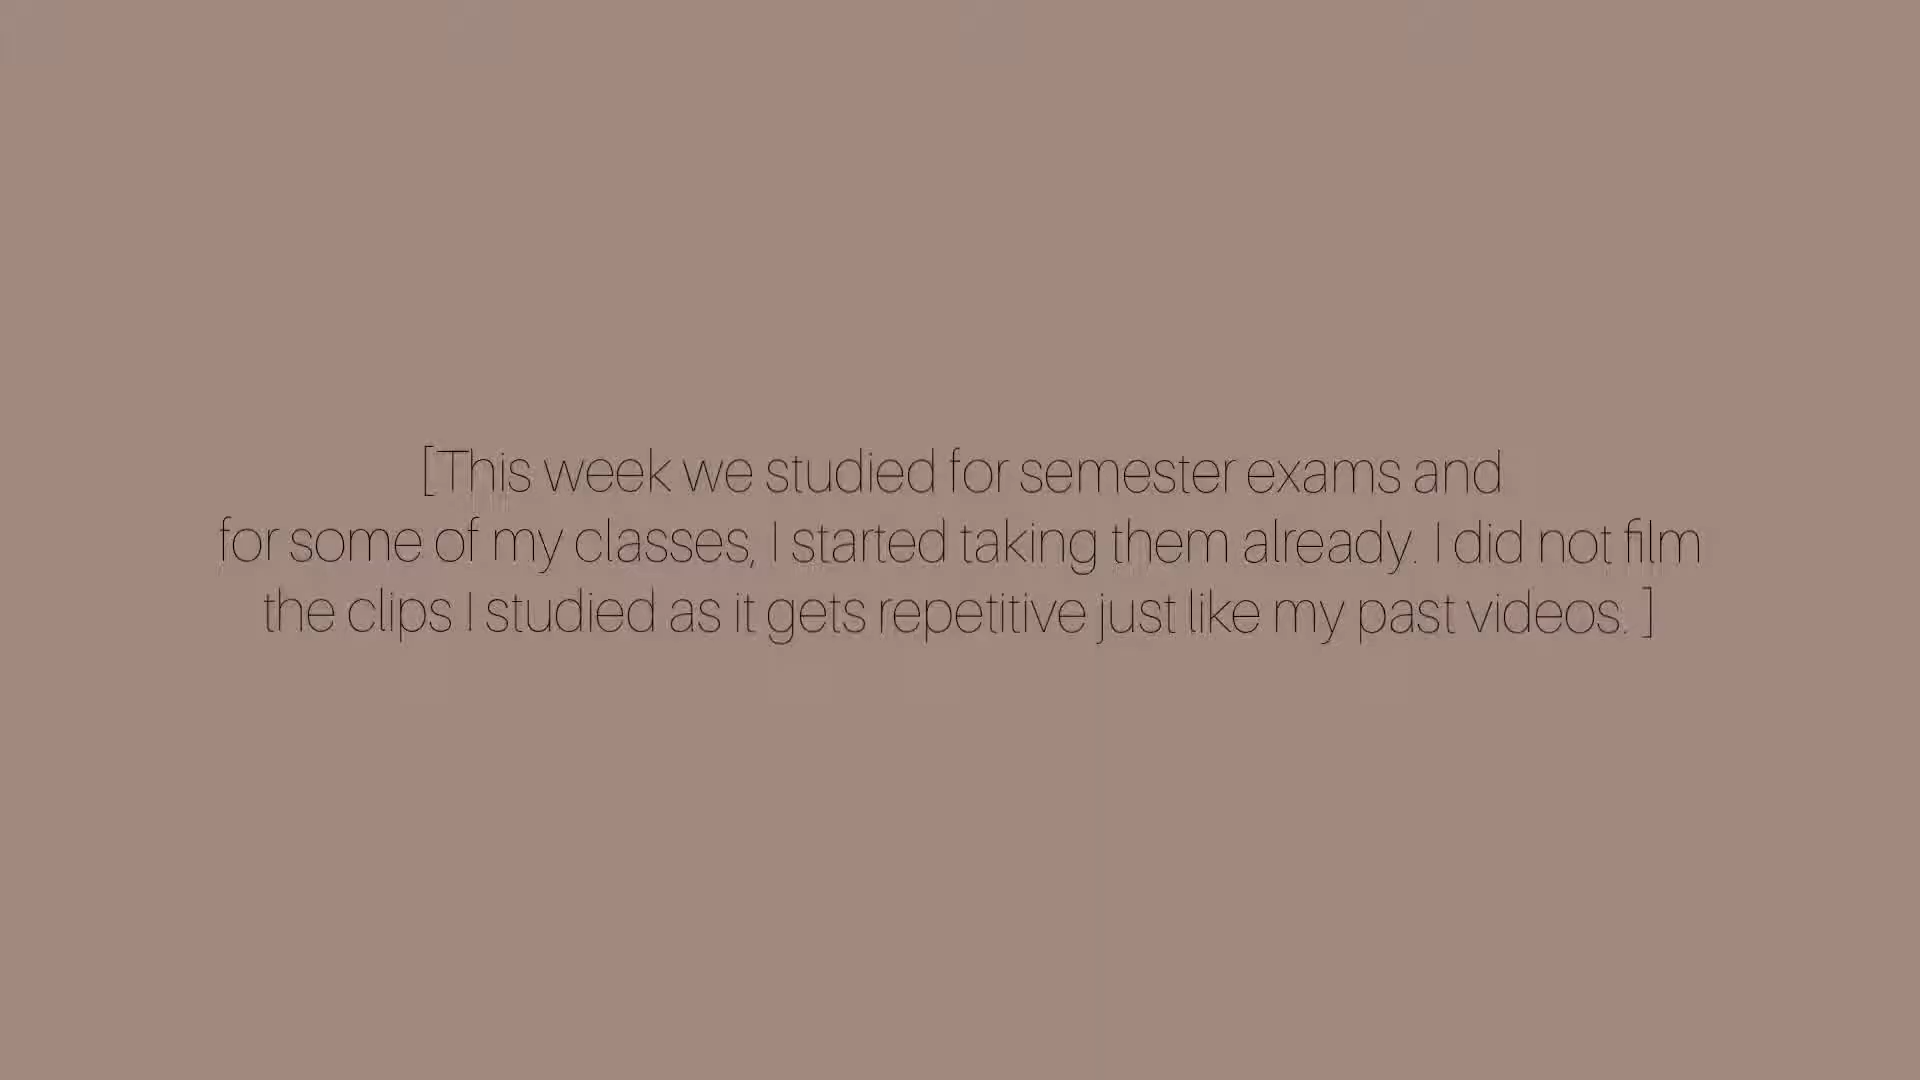 [This week we studied for semester exams and
for some of my classes, I started taking them already. I did not film
the clips I studied as it gets repetitive just like my past videos. ]